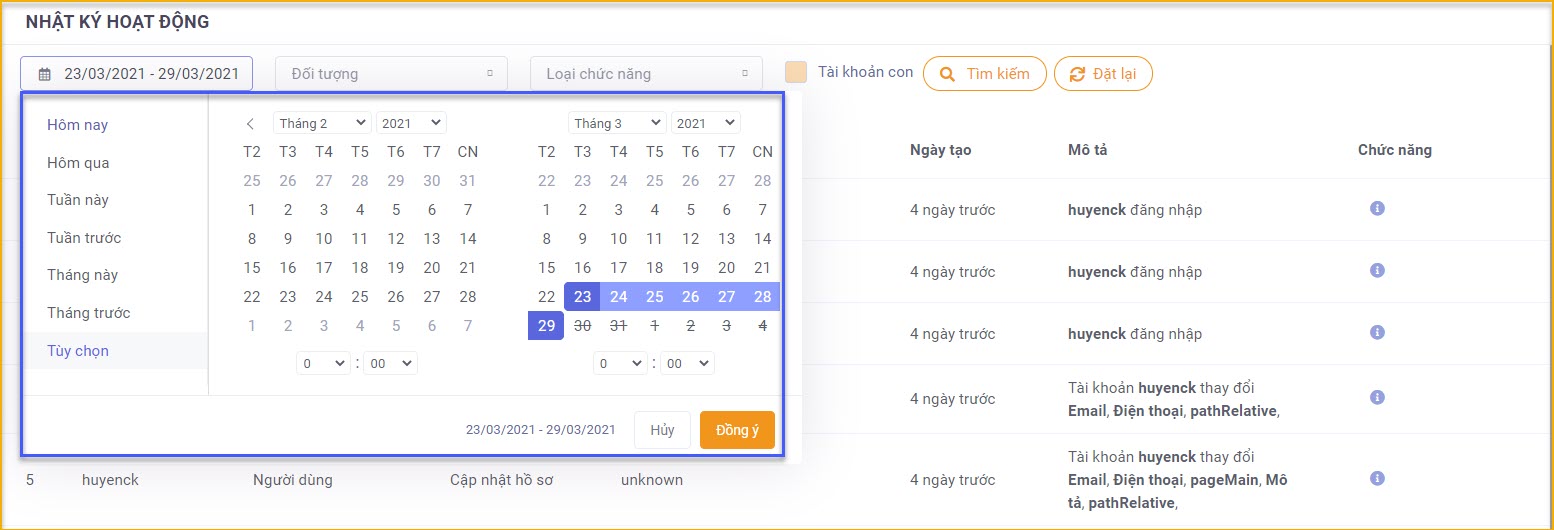 NHẬT KÝ HOẠT ĐỘNG
23/03/2021 - 29/03/2021 Đối tượng Loại chức năng Tài khoản con Tìm kiếm Đặt lại
Hôm nay
Hôm qua
Tuần này
Tuần trước
Tháng này
Tháng trước
Tùy chọn
Tháng 2 2021
T2 T3 T4 T5 T6 T7 CN
25 26 27 28 29 30 31
1 2 3 4 5 6 7
8 9 10 11 12 13 14
15 16 17 18 19 20 21
22 23 24 25 26 27 28
1 2 3 4 5 6 7
0 : 00
Tháng 3 2021
T2 T3 T4 T5 T6 T7 CN
22 23 24 25 26 27 28
1 2 3 4 5 6 7
8 9 10 11 12 13 14
15 16 17 18 19 20 21
22 23 24 25 26 27 28
29 30 31 1 2 3 4
0 : 00
23/03/2021 - 29/03/2021 Hủy Đồng ý
Ngày tạo Mô tả Chức năng
4 ngày trước huyenck đăng nhập
4 ngày trước huyenck đăng nhập
4 ngày trước huyenck đăng nhập
4 ngày trước Tài khoản huyenck thay đổi
Email, Điện thoại, pathRelative,
5 huyenck Người dùng Cập nhật hồ sơ unknown 4 ngày trước Tài khoản huyenck thay đổi
Email, Điện thoại, pageMain, Mô
tả, pathRelative,